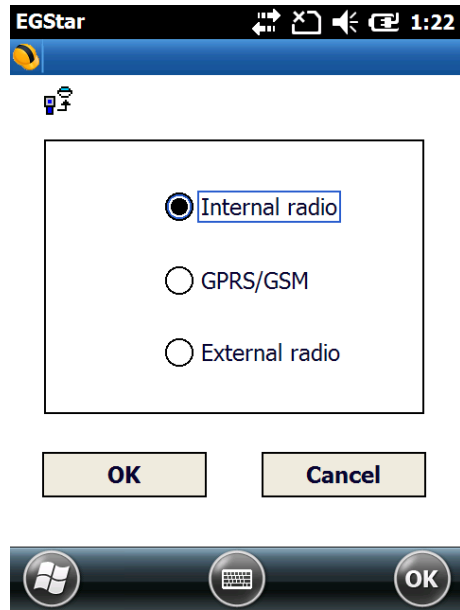 EGStar 1:22
Internal radio
GPRS/GSM
External radio
OK Cancel
OK